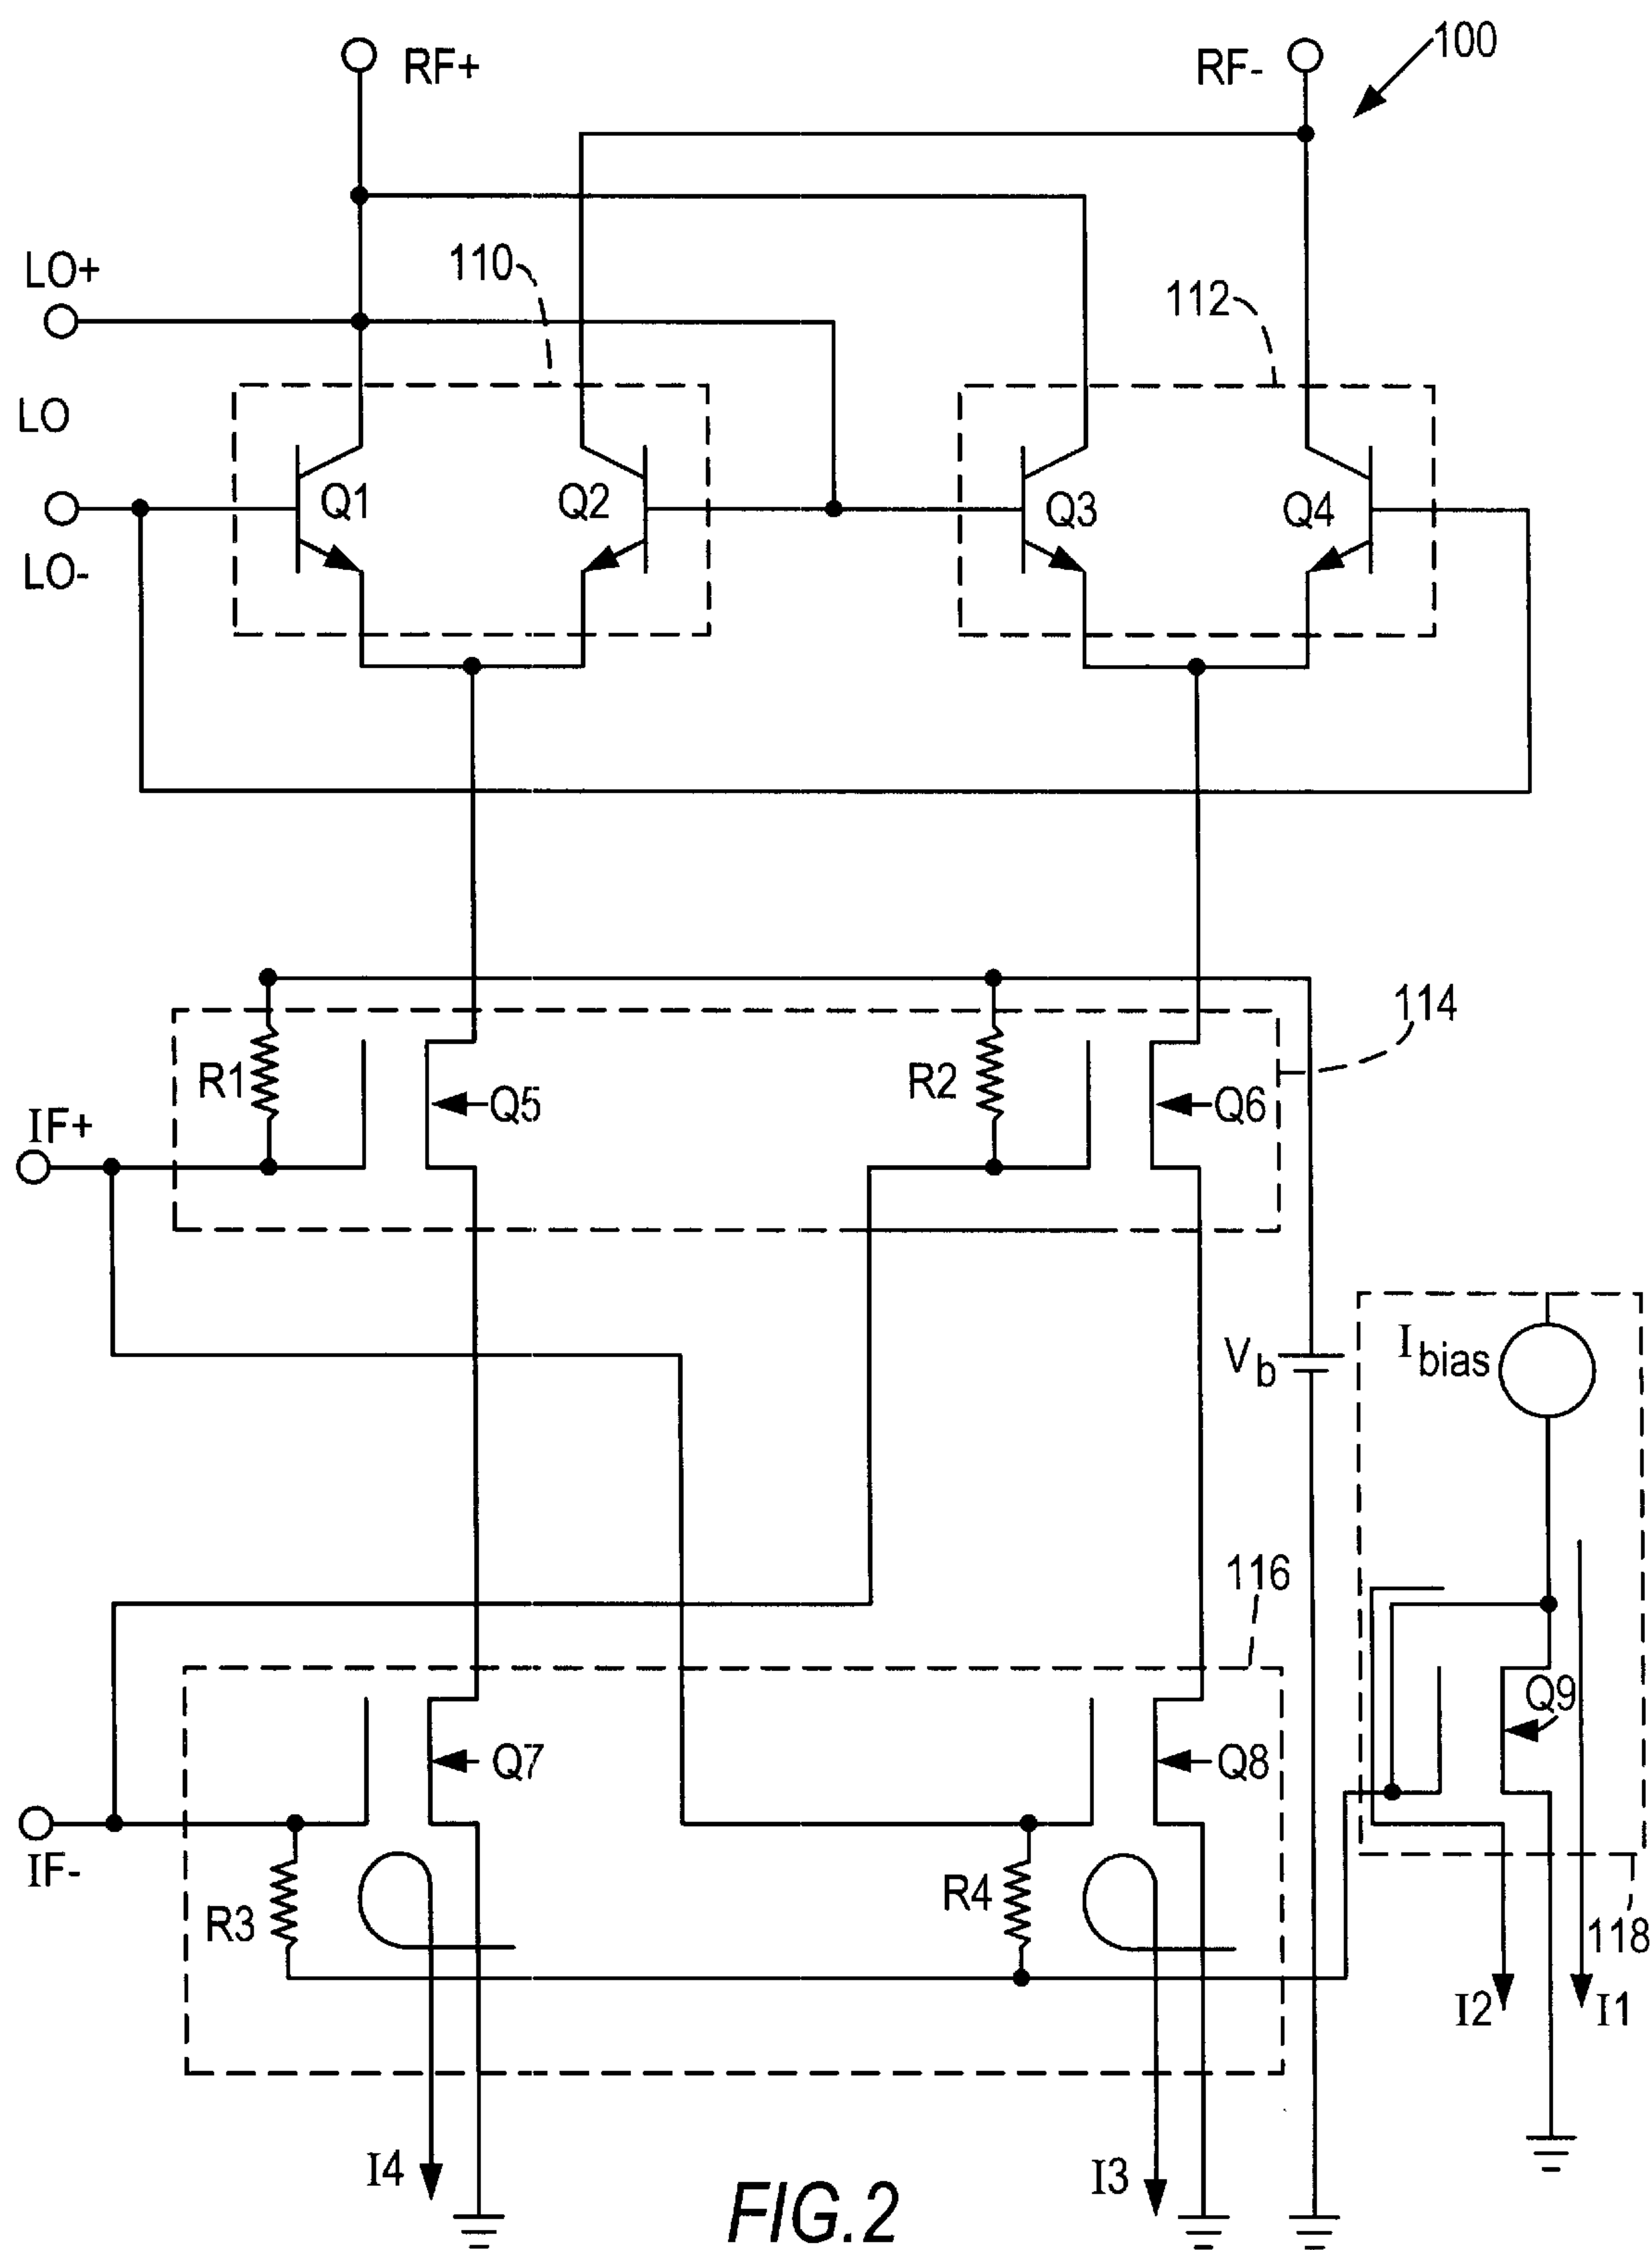 RF+
RF-
100
LO+
110
112
LO
Q1
Q2
Q3
Q4
LO-
114
R1
Q5
R2
Q6
IF+
Vb
Ibias
116
Q9
Q7
Q8
IF-
R3
R4
118
I2
I1
I4
I3
FIG.2